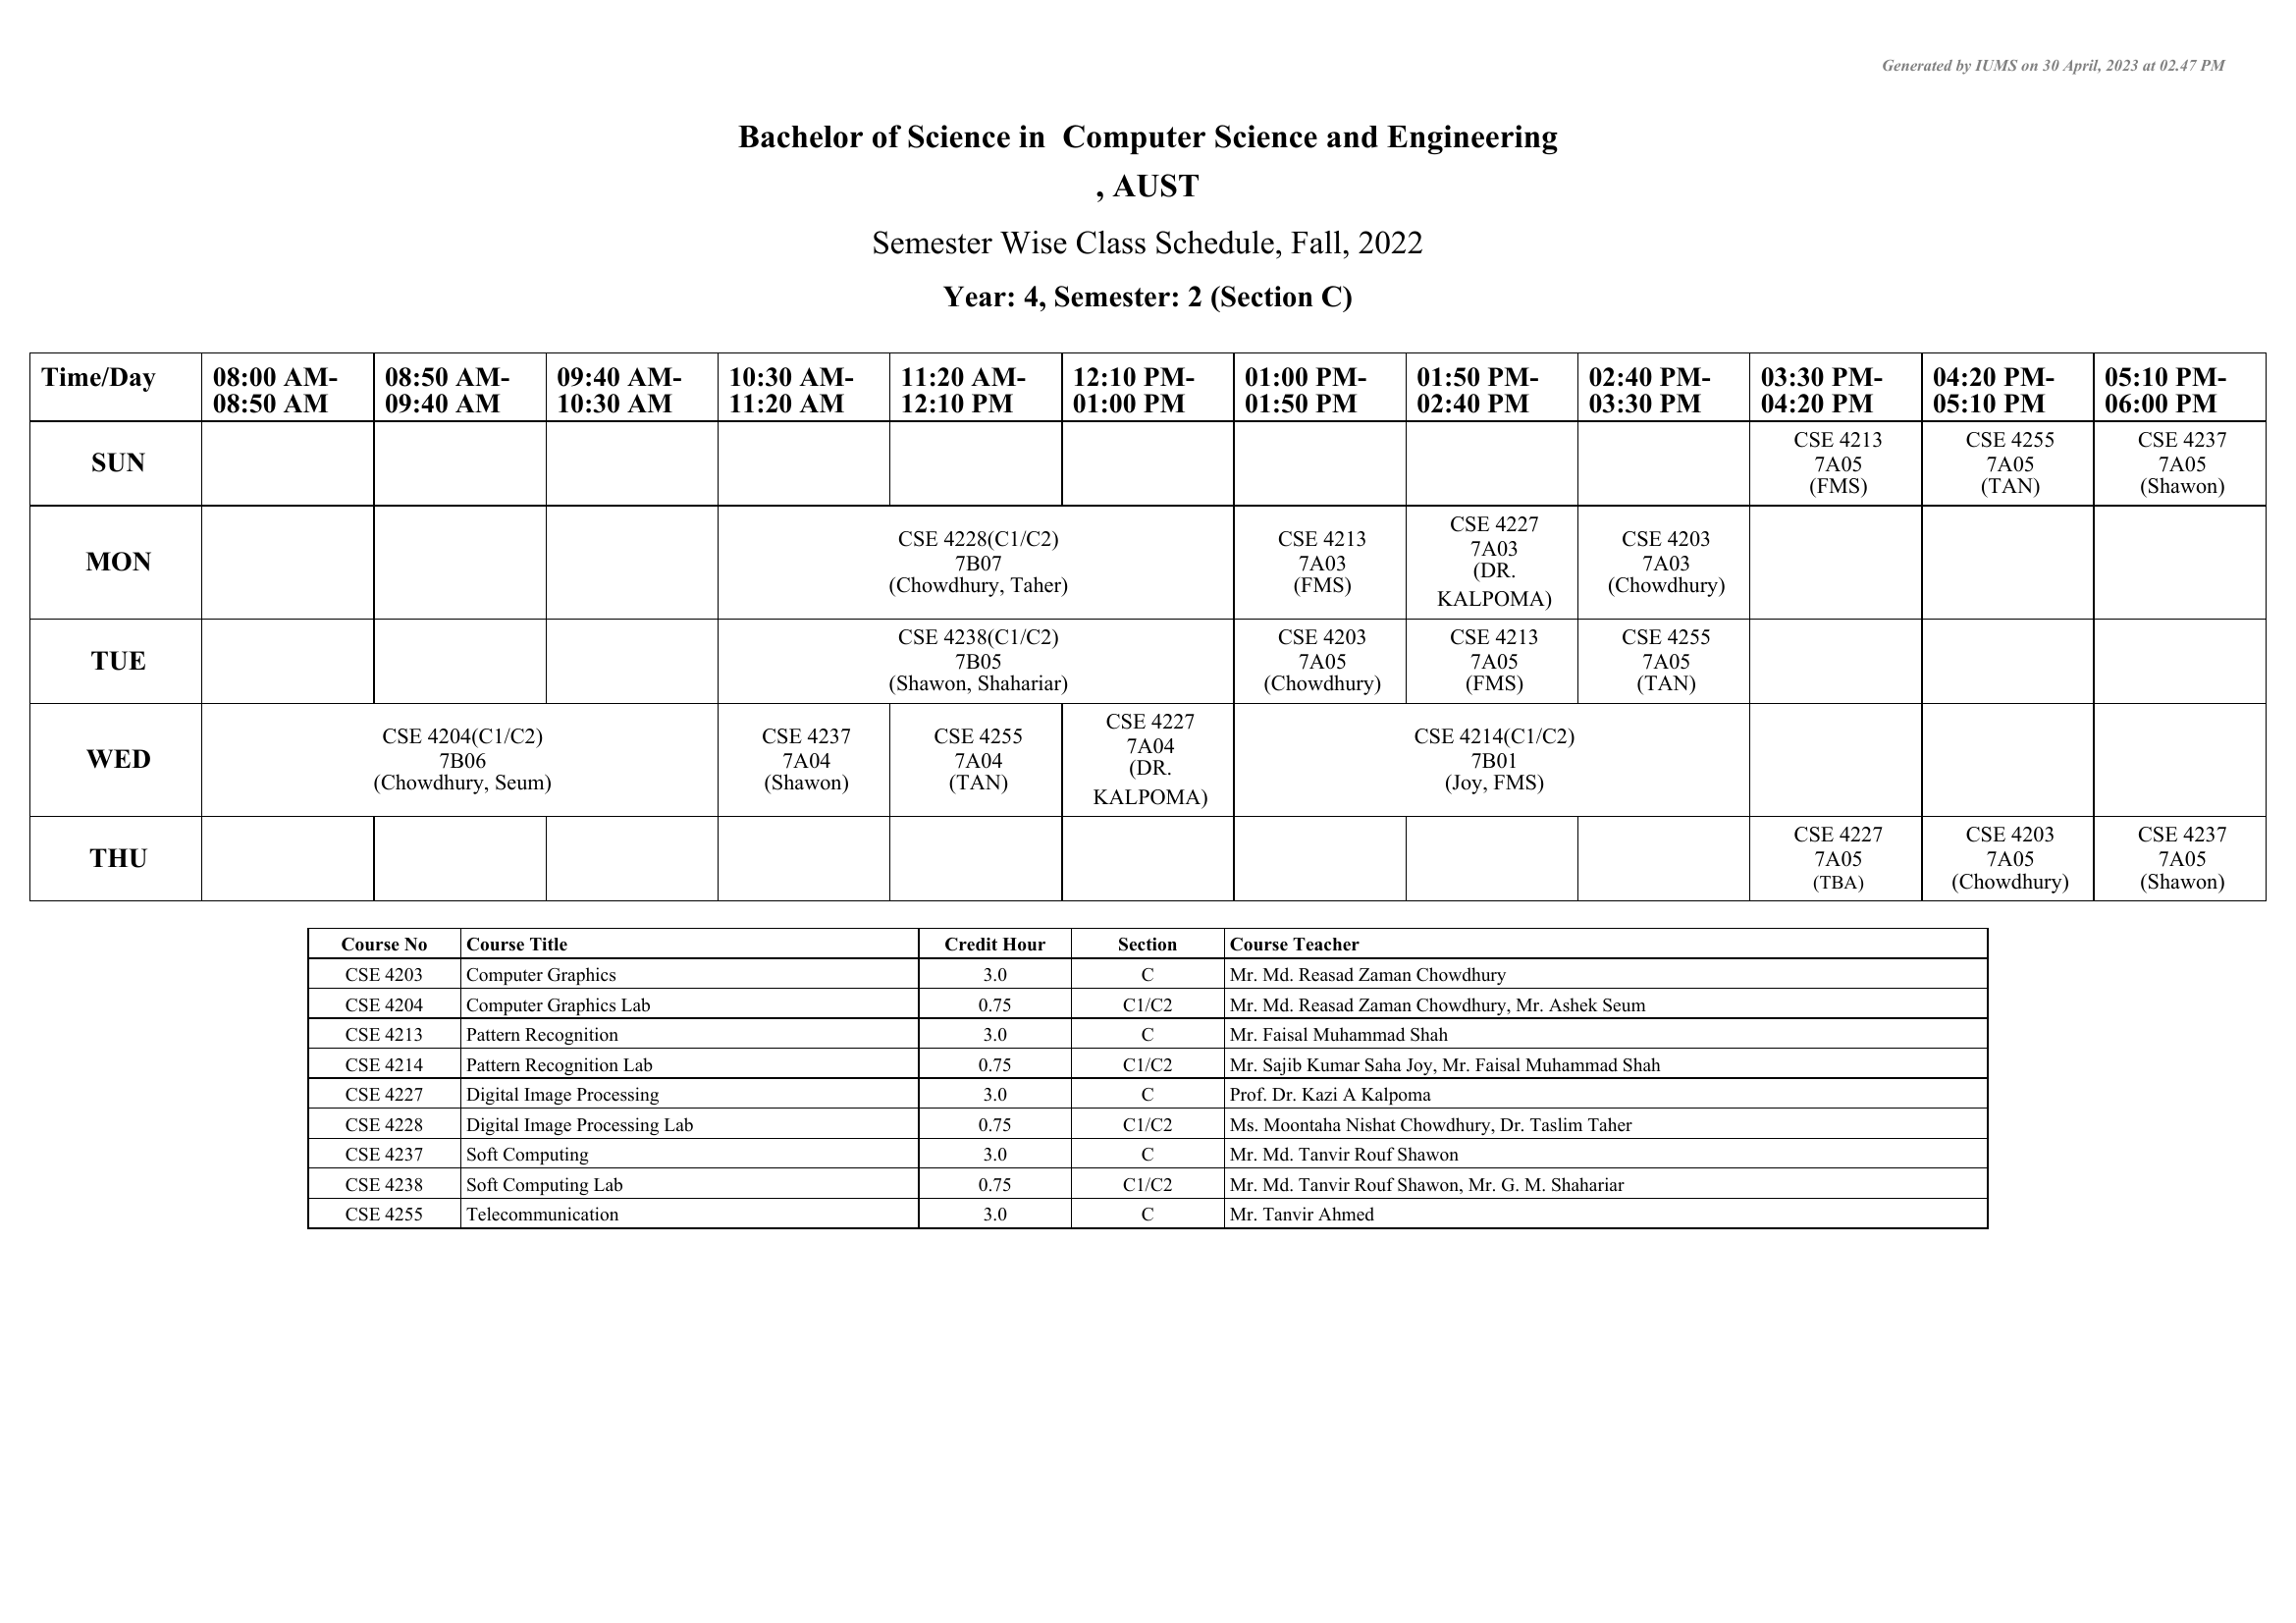 Generated by IUMS on 30 April, 2023 at 02.47 PM
Bachelor of Science in  Computer Science and Engineering
, AUST
Semester Wise Class Schedule, Fall, 2022
Year: 4, Semester: 2 (Section C)
Time/Day 08:00 AM- 08:50 AM- 09:40 AM- 10:30 AM- 11:20 AM- 12:10 PM- 01:00 PM- 01:50 PM- 02:40 PM- 03:30 PM- 04:20 PM- 05:10 PM-
08:50 AM 09:40 AM 10:30 AM 11:20 AM 12:10 PM 01:00 PM 01:50 PM 02:40 PM 03:30 PM 04:20 PM 05:10 PM 06:00 PM
SUN
CSE 4213
7A05
(FMS)
CSE 4255
7A05
(TAN)
CSE 4237
7A05
(Shawon)
MON
CSE 4228(C1/C2)
7B07
(Chowdhury, Taher)
CSE 4213
7A03
(FMS)
CSE 4227
7A03
(DR.
KALPOMA)
CSE 4203
7A03
(Chowdhury)
TUE
CSE 4238(C1/C2)
7B05
(Shawon, Shahariar)
CSE 4203
7A05
(Chowdhury)
CSE 4213
7A05
(FMS)
CSE 4255
7A05
(TAN)
WED
CSE 4204(C1/C2)
7B06
(Chowdhury, Seum)
CSE 4237
7A04
(Shawon)
CSE 4255
7A04
(TAN)
CSE 4227
7A04
(DR.
KALPOMA)
CSE 4214(C1/C2)
7B01
(Joy, FMS)
THU
CSE 4227
7A05
(TBA)
CSE 4203
7A05
(Chowdhury)
CSE 4237
7A05
(Shawon)
Course No Course Title Credit Hour Section Course Teacher
CSE 4203 Computer Graphics 3.0 C Mr. Md. Reasad Zaman Chowdhury
CSE 4204 Computer Graphics Lab 0.75 C1/C2 Mr. Md. Reasad Zaman Chowdhury, Mr. Ashek Seum
CSE 4213 Pattern Recognition 3.0 C Mr. Faisal Muhammad Shah
CSE 4214 Pattern Recognition Lab 0.75 C1/C2 Mr. Sajib Kumar Saha Joy, Mr. Faisal Muhammad Shah
CSE 4227 Digital Image Processing 3.0 C Prof. Dr. Kazi A Kalpoma
CSE 4228 Digital Image Processing Lab 0.75 C1/C2 Ms. Moontaha Nishat Chowdhury, Dr. Taslim Taher
CSE 4237 Soft Computing 3.0 C Mr. Md. Tanvir Rouf Shawon
CSE 4238 Soft Computing Lab 0.75 C1/C2 Mr. Md. Tanvir Rouf Shawon, Mr. G. M. Shahariar
CSE 4255 Telecommunication 3.0 C Mr. Tanvir Ahmed